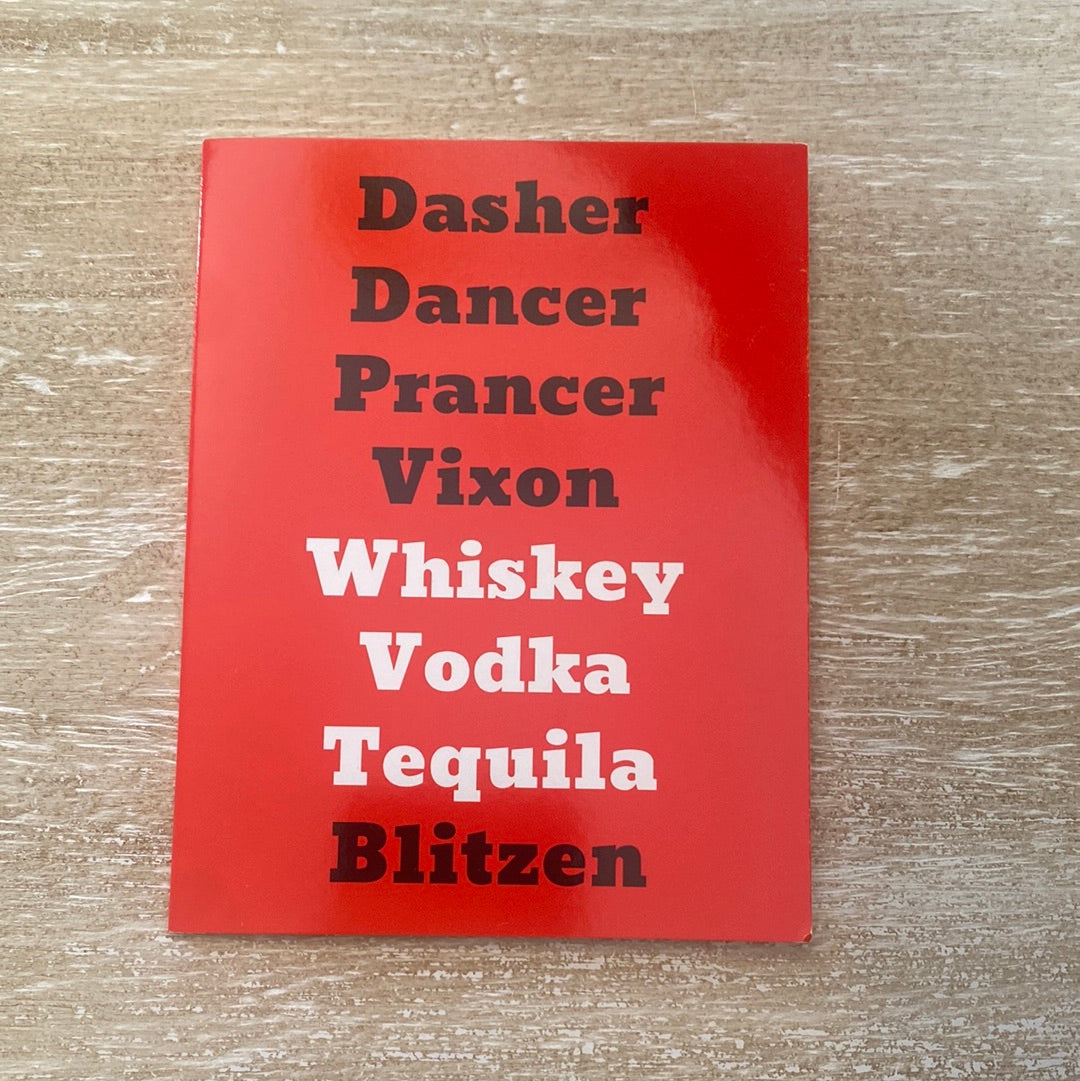 Dasher
Dancer
Prancer
Vixon
Whiskey
Vodka
Tequila
Blitzen